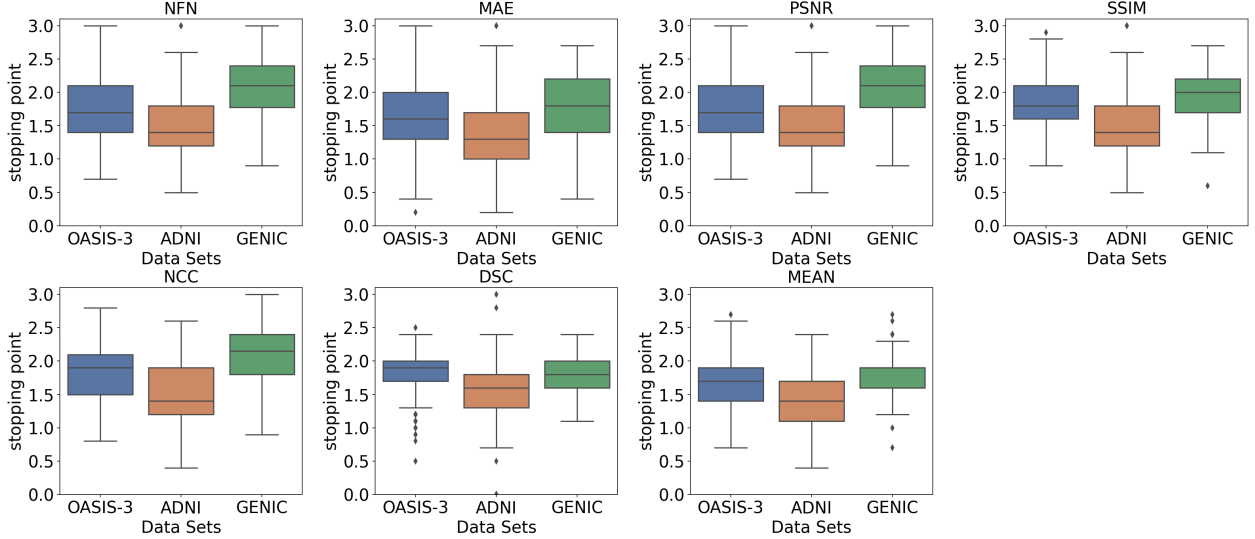 NFN
3.0
2.5
2.0
1.5
1.0
0.5
0.0
stopping point
OASIS-3 ADNI GENIC
Data Sets
MAE
3.0
2.5
2.0
1.5
1.0
0.5
0.0
stopping point
OASIS-3 ADNI GENIC
Data Sets
PSNR
3.0
2.5
2.0
1.5
1.0
0.5
0.0
stopping point
OASIS-3 ADNI GENIC
Data Sets
SSIM
3.0
2.5
2.0
1.5
1.0
0.5
0.0
stopping point
OASIS-3 ADNI GENIC
Data Sets
NCC
3.0
2.5
2.0
1.5
1.0
0.5
0.0
stopping point
OASIS-3 ADNI GENIC
Data Sets
DSC
3.0
2.5
2.0
1.5
1.0
0.5
0.0
stopping point
OASIS-3 ADNI GENIC
Data Sets
MEAN
3.0
2.5
2.0
1.5
1.0
0.5
0.0
stopping point
OASIS-3 ADNI GENIC
Data Sets